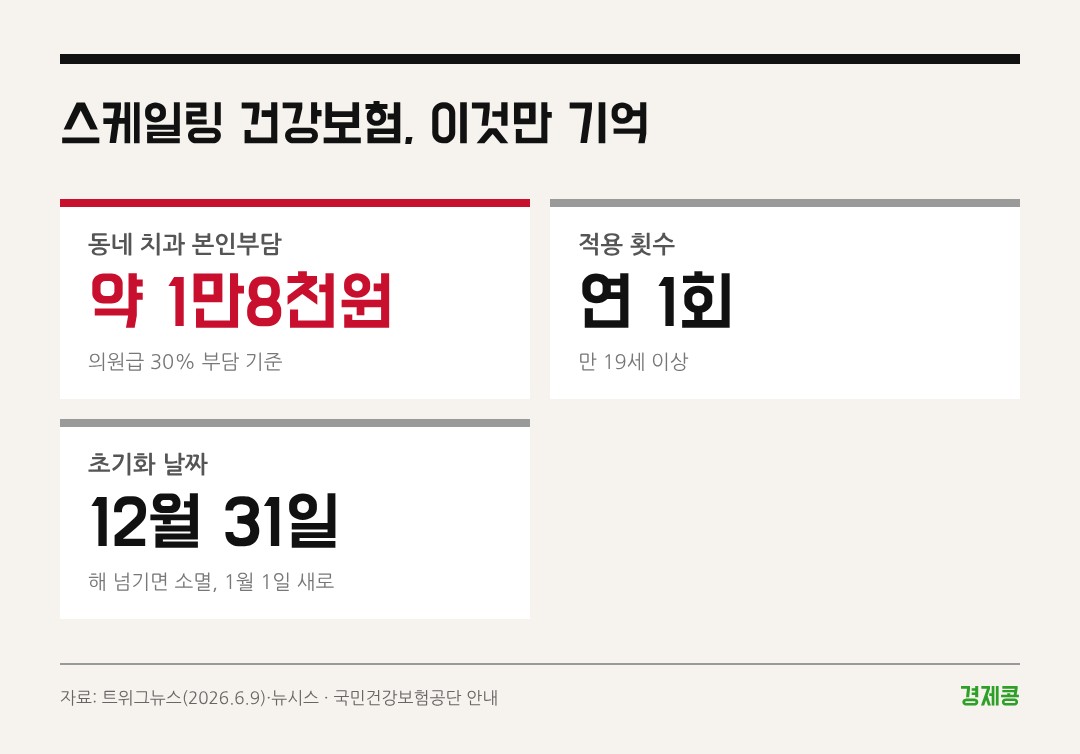 스케일링 건강보험, 이것만 기억
동네 치과 본인부담
약 1만8천원
의원급 30% 부담 기준
적용 횟수
연 1회
만 19세 이상
초기화 날짜
12월 31일
해 넘기면 소멸, 1월 1일 새로
자료: 트위그뉴스(2026.6.9)·뉴시스 · 국민건강보험공단 안내
경제콩